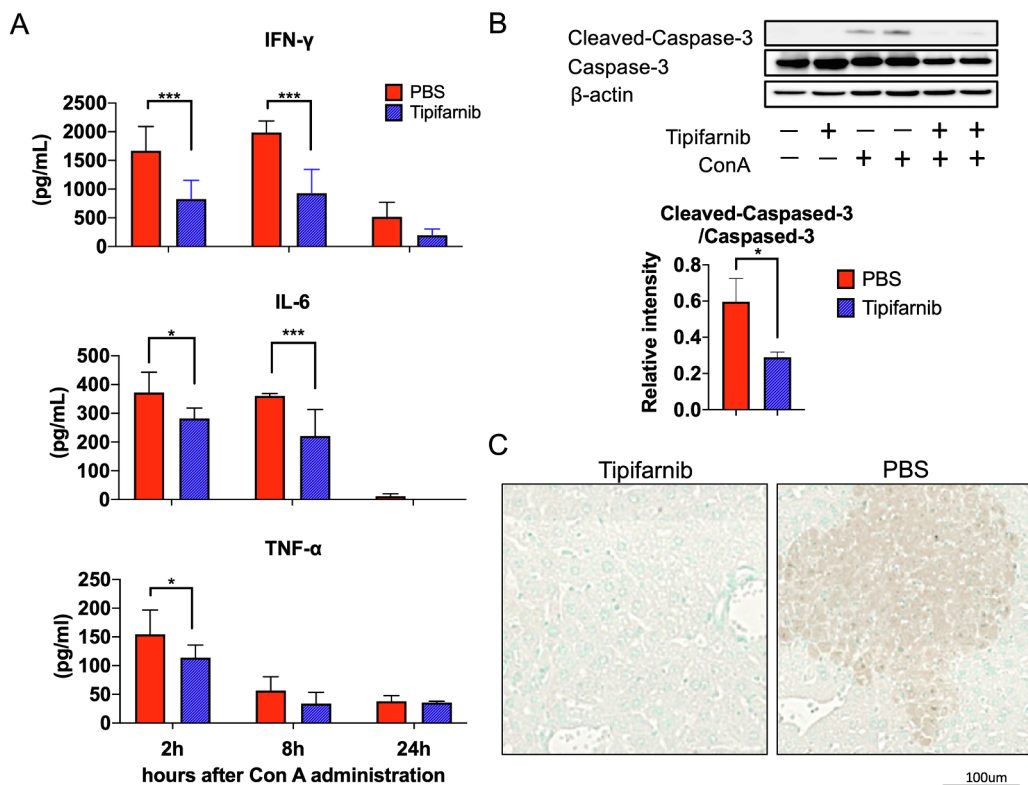 A
IFN-γ
PBS
Tipifarnib
***
***
(pg/mL)
2500
2000
1500
1000
500
0
IL-6
*
***
(pg/mL)
500
400
300
200
100
0
TNF-α
*
(pg/ml)
250
200
150
100
50
0
2h 8h 24h
hours after Con A administration
B
Cleaved-Caspase-3
Caspase-3
β-actin
Tipifarnib — + — — + +
ConA — — + + + +
Cleaved-Caspased-3
/Caspased-3
*
PBS
Tipifarnib
Relative intensity
0.8
0.6
0.4
0.2
0.0
C
Tipifarnib PBS
100um